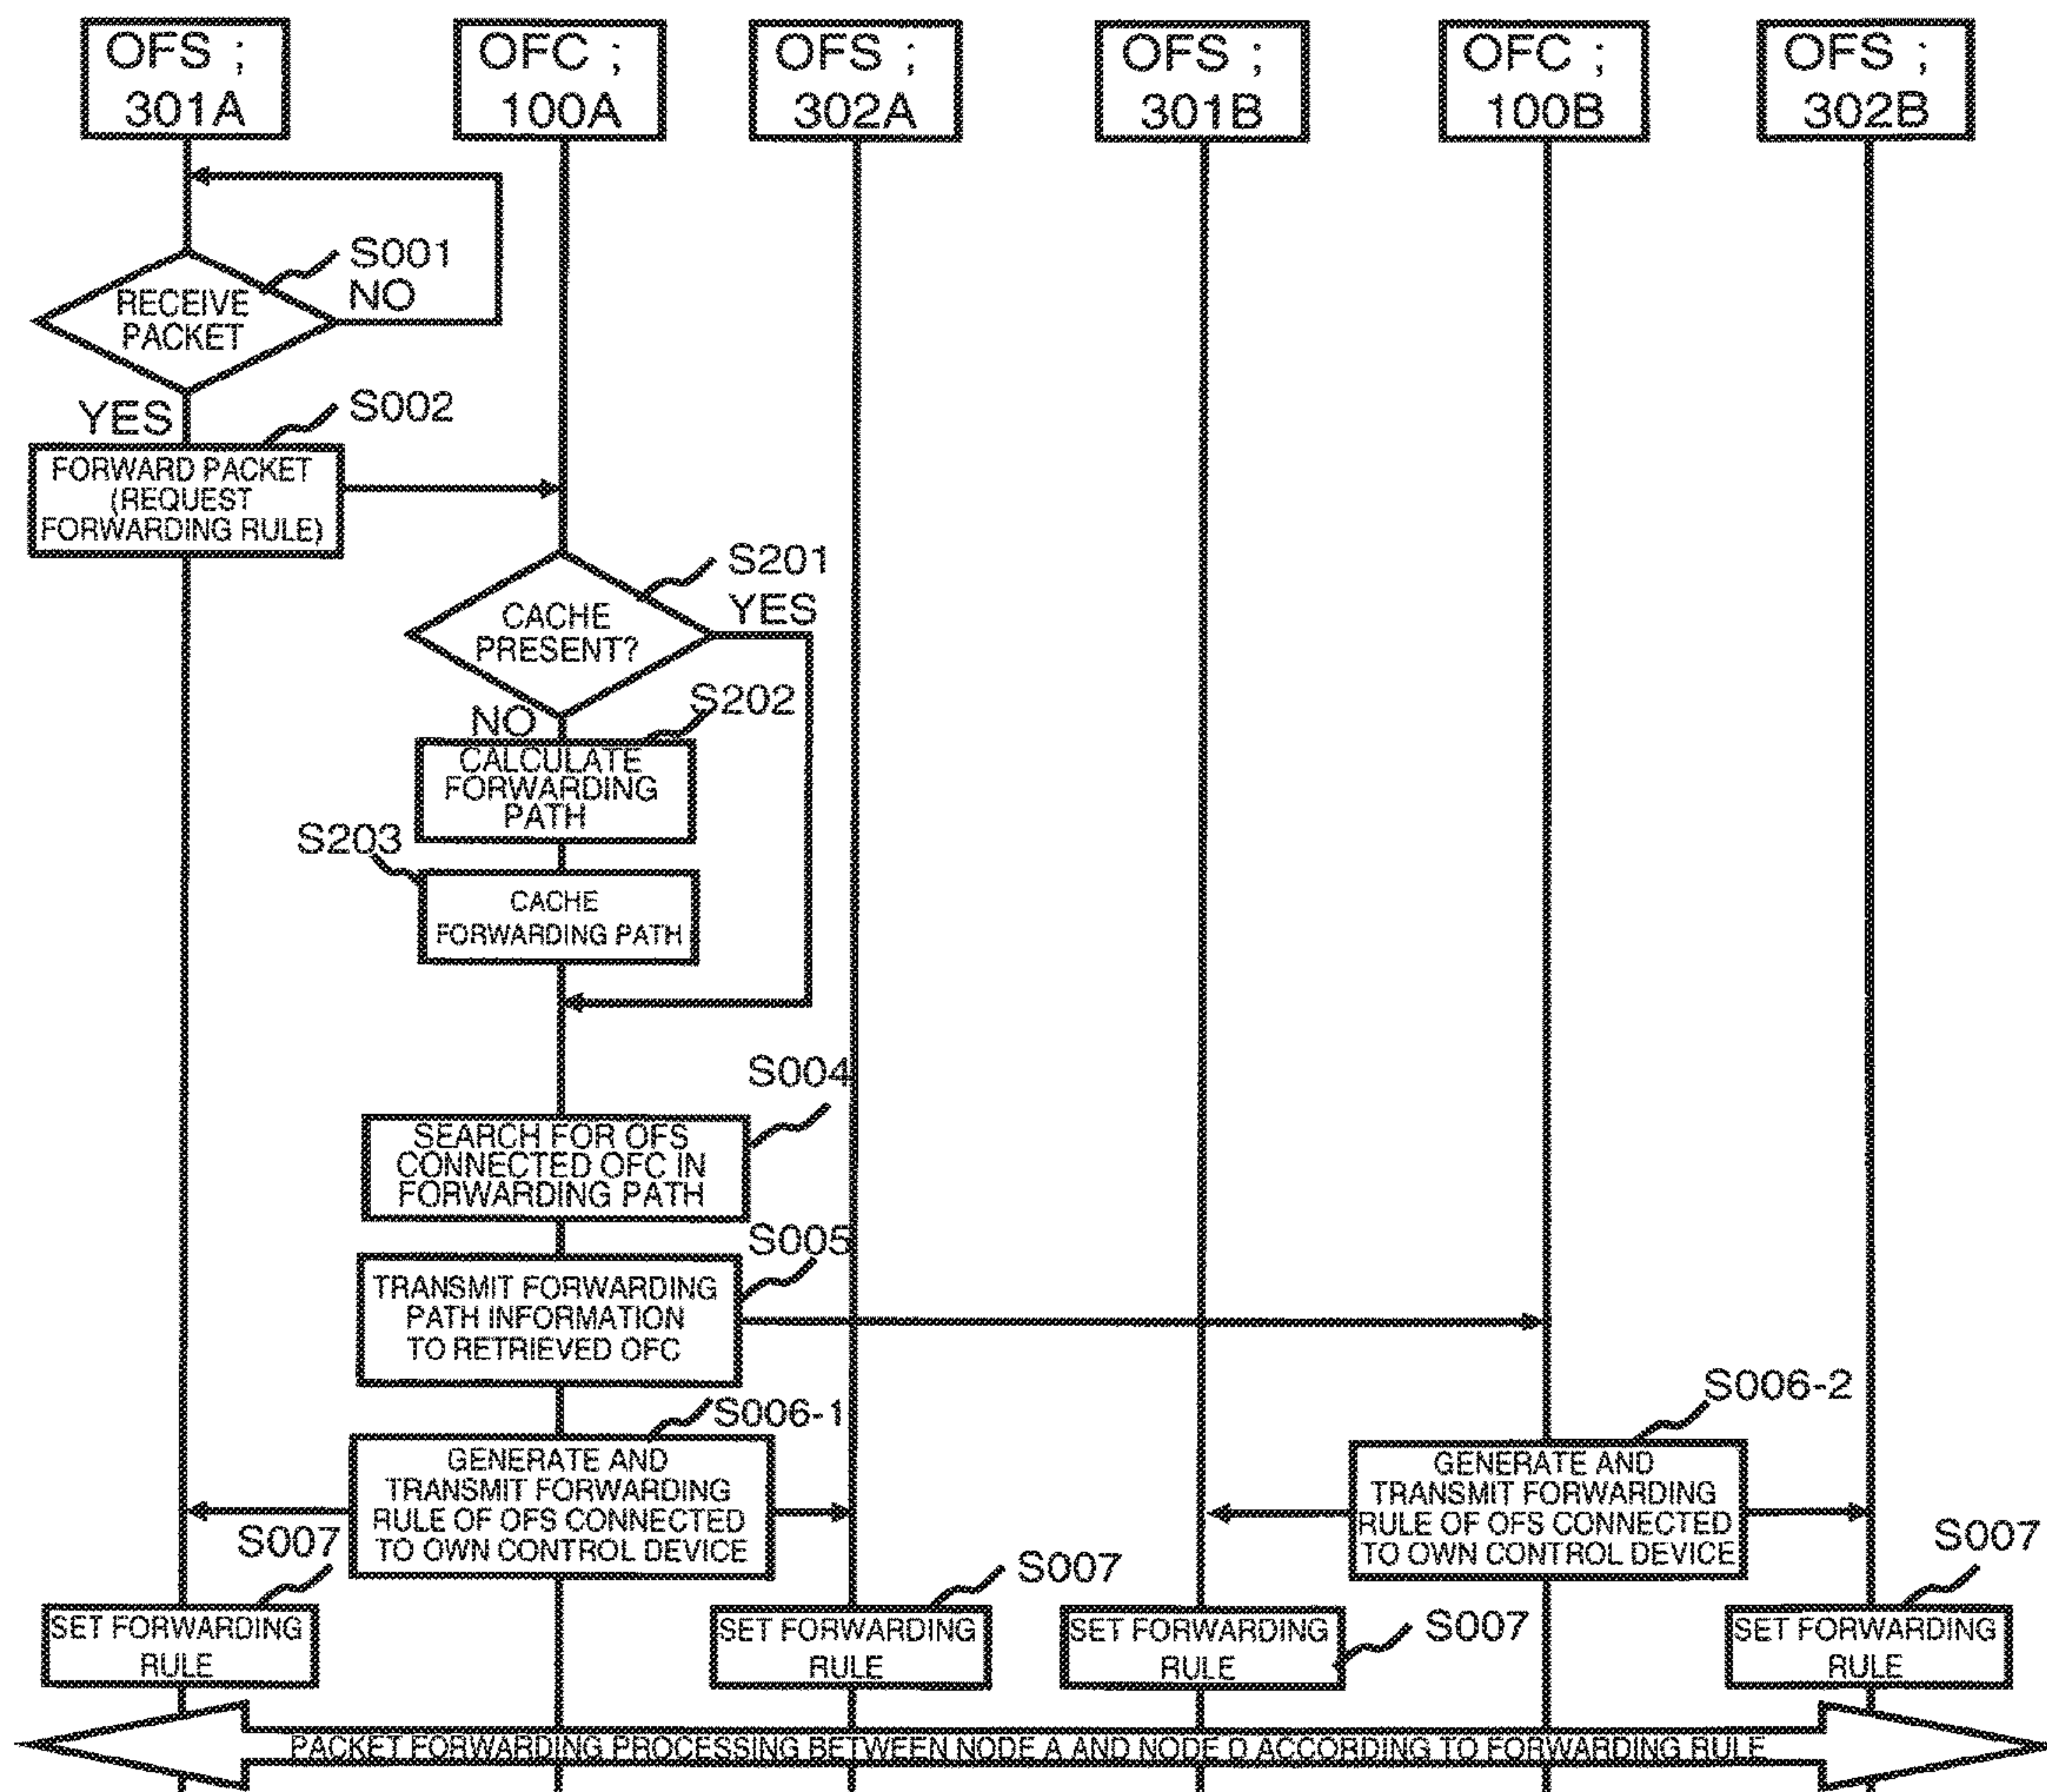 OFS ;
301A
OFC ;
100A
OFS ;
302A
OFS ;
301B
OFC ;
100B
OFS ;
302B
S001
NO
RECEIVE
PACKET
YES
S002
FORWARD PACKET
(REQUEST
FORWARDING RULE)
S201
YES
CACHE
PRESENT?
S202
NO
CALCULATE
FORWARDING
PATH
S203
CACHE
FORWARDING PATH
S004
SEARCH FOR OFS
CONNECTED OFC IN
FORWARDING PATH
S005
TRANSMIT FORWARDING
PATH INFORMATION
TO RETRIEVED OFC
S006-1
GENERATE AND
TRANSMIT FORWARDING
RULE OF OFS CONNECTED
TO OWN CONTROL DEVICE
S006-2
GENERATE AND
TRANSMIT FORWARDING
RULE OF OFS CONNECTED
TO OWN CONTROL DEVICE
S007
SET FORWARDING
RULE
S007
SET FORWARDING
RULE
SET FORWARDING
RULE
S007
S007
SET FORWARDING
RULE
PACKET FORWARDING PROCESSING BETWEEN NODE A AND NODE D ACCORDING TO FORWARDING RULE